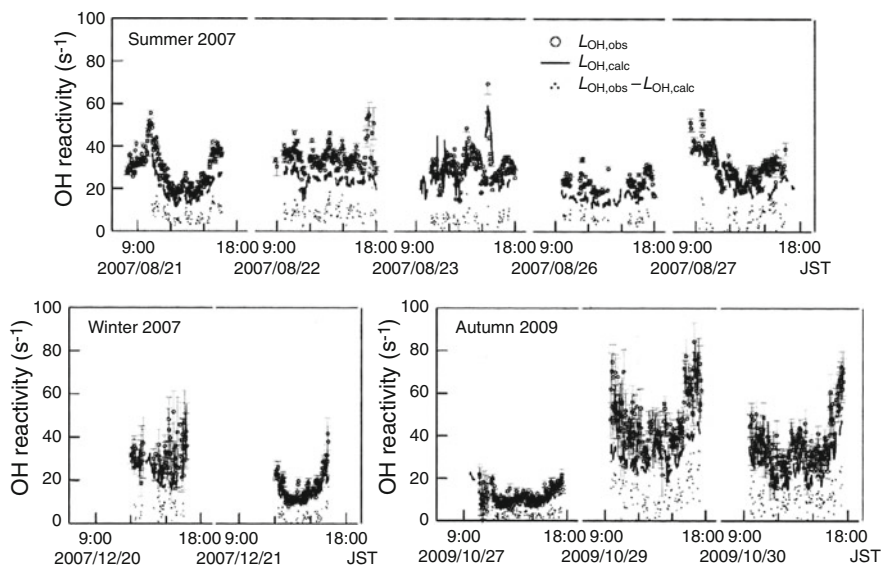 Summer 2007
OH reactivity (s-1)
100
80
60
40
20
0
LOH,obs
LOH,calc
LOH,obs – LOH,calc
9:00 18:00 9:00 18:00 9:00 18:00 9:00 18:00 9:00 18:00
2007/08/21 2007/08/22 2007/08/23 2007/08/26 2007/08/27 JST
Winter 2007
OH reactivity (s-1)
100
80
60
40
20
0
9:00 18:00 9:00 18:00
2007/12/20 2007/12/21 JST
Autumn 2009
OH reactivity (s-1)
100
80
60
40
20
0
9:00 18:00 9:00 18:00 9:00 18:00
2009/10/27 2009/10/29 2009/10/30 JST